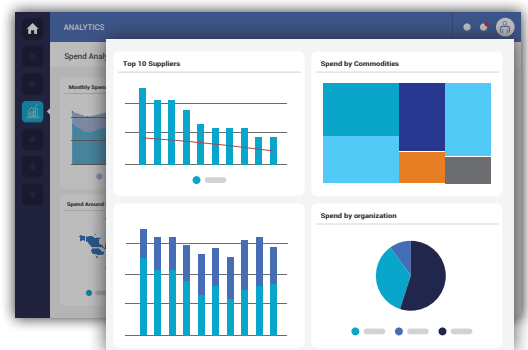 ANALYTICS
Spend Analy
Monthly Spend
Spend Around
Top 10 Suppliers
Spend by Commodities
Spend by organization